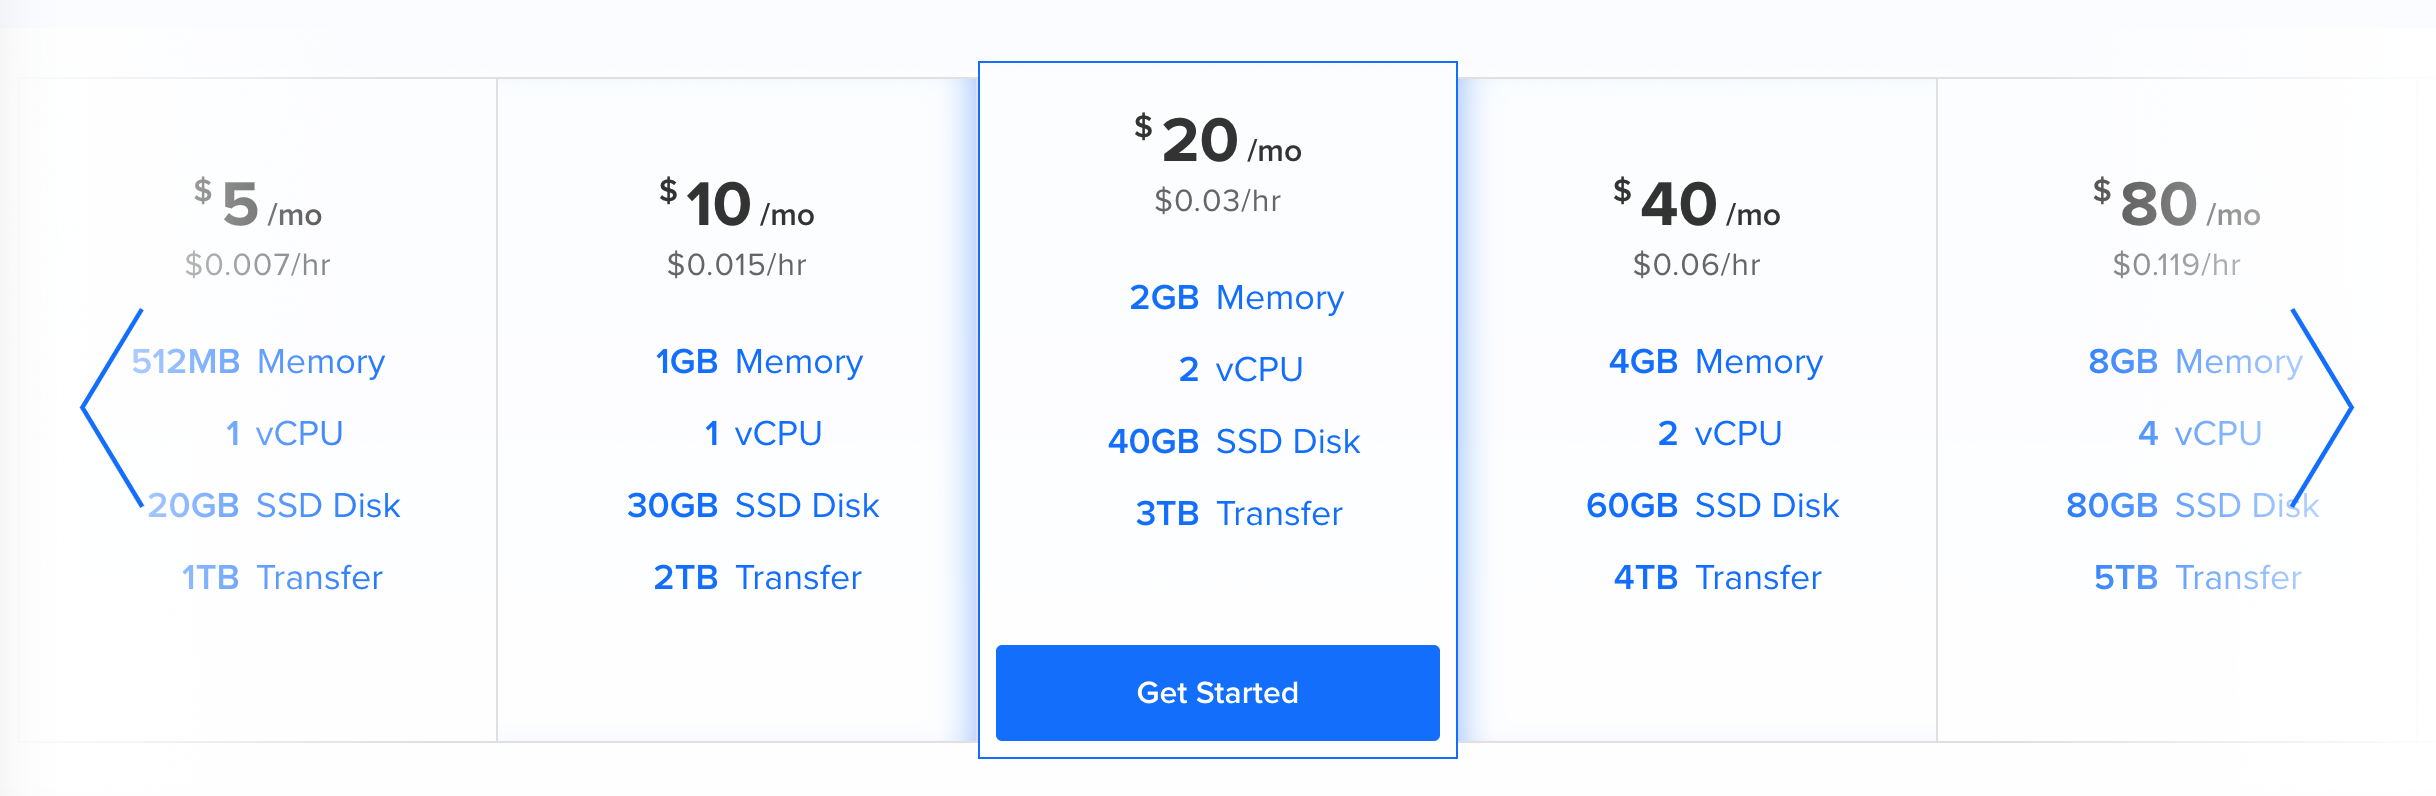 $ 5 /mo
$0.007/hr
512MB Memory
1 vCPU
20GB SSD Disk
1TB Transfer
$ 10 /mo
$0.015/hr
1GB Memory
1 vCPU
30GB SSD Disk
2TB Transfer
$ 20 /mo
$0.03/hr
2GB Memory
2 vCPU
40GB SSD Disk
3TB Transfer
Get Started
$ 40 /mo
$0.06/hr
4GB Memory
2 vCPU
60GB SSD Disk
4TB Transfer
$ 80 /mo
$0.119/hr
8GB Memory
4 vCPU
80GB SSD Disk
5TB Transfer